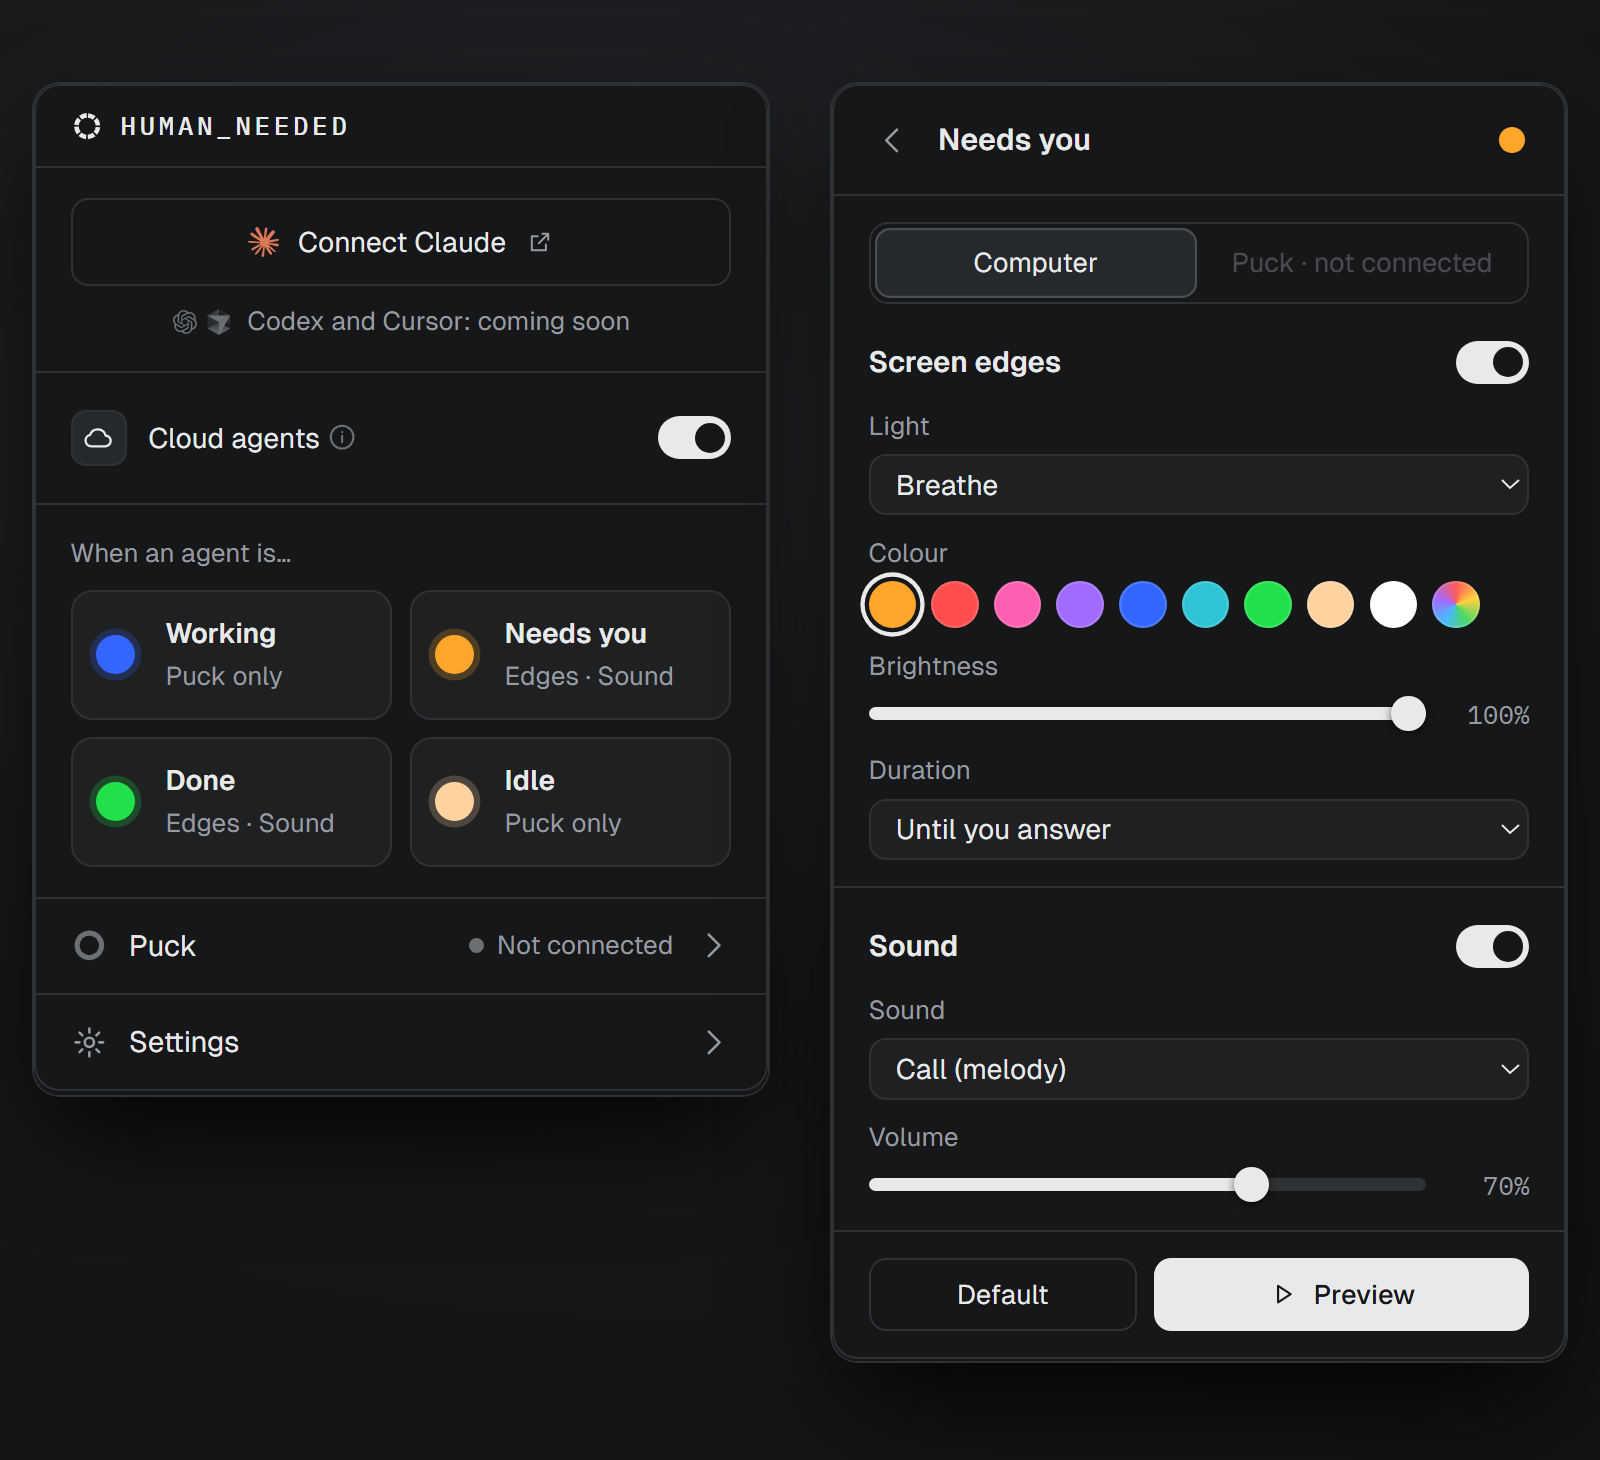 HUMAN_NEEDED
Connect Claude
Codex and Cursor: coming soon
Cloud agents
When an agent is...
Working
Puck only
Needs you
Edges · Sound
Done
Edges · Sound
Idle
Puck only
Puck
Not connected
Settings
Needs you
Computer
Puck · not connected
Screen edges
Light
Breathe
Colour
Brightness
100%
Duration
Until you answer
Sound
Sound
Call (melody)
Volume
70%
Default
Preview